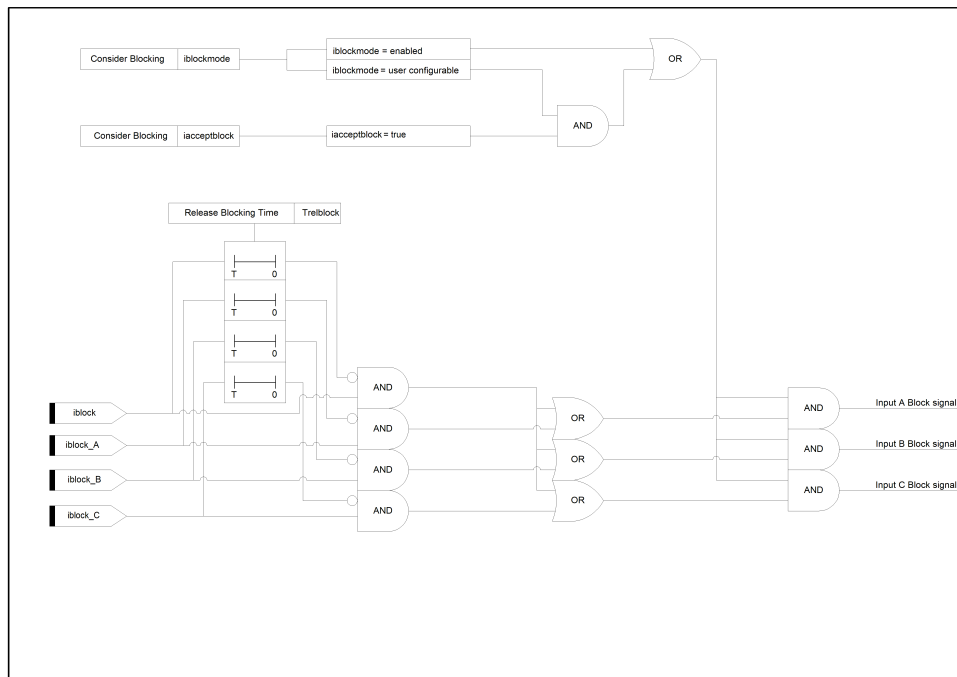 Consider Blocking iblockmode
iblockmode = enabled
iblockmode = user configurable
OR
AND
Consider Blocking iacceptblock
iacceptblock = true
Release Blocking Time Trelblock
T 0
T 0
T 0
T 0
iblock
iblock_A
iblock_B
iblock_C
AND
AND
AND
AND
OR
OR
OR
AND
AND
AND
Input A Block signal
Input B Block signal
Input C Block signal